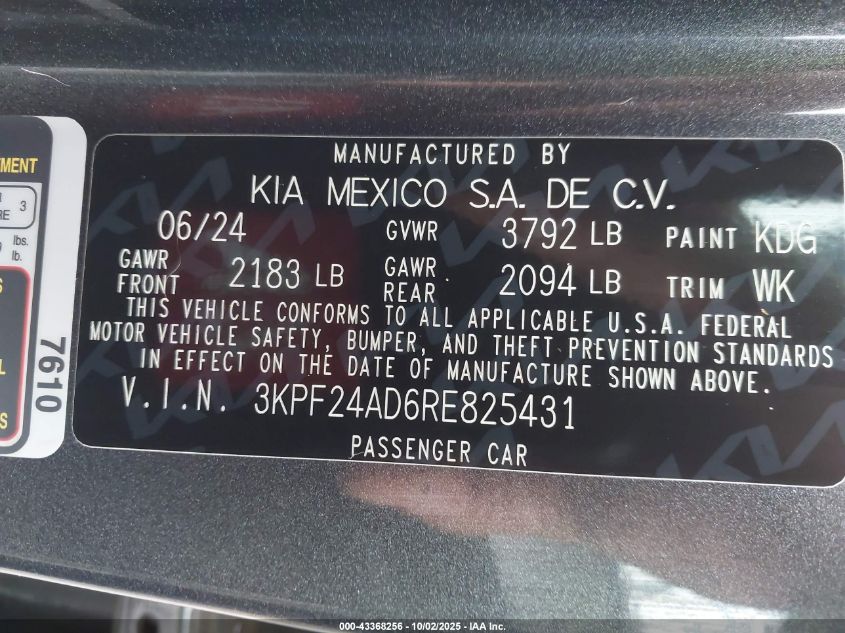 MANUFACTURED BY
KIA MEXICO S.A. DE C.V.
06/24 GVWR 3792 LB PAINT KDG
GAWR FRONT 2183 LB GAWR REAR 2094 LB TRIM WK
THIS VEHICLE CONFORMS TO ALL APPLICABLE U.S.A. FEDERAL
MOTOR VEHICLE SAFETY, BUMPER, AND THEFT PREVENTION STANDARDS
IN EFFECT ON THE DATE OF MANUFACTURE SHOWN ABOVE.
V.I.N. 3KPF24AD6RE825431
PASSENGER CAR
3
lbs.
lb.
7610
000-43368256 - 10/02/2025 - IAA Inc.